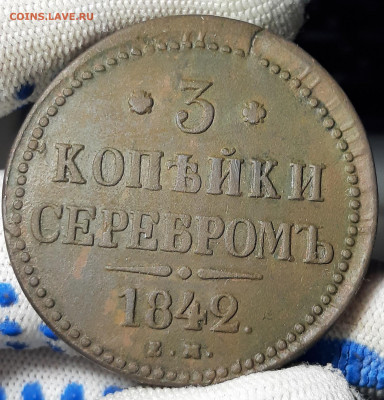 COINS.LAVE.RU
* 3 *
КОПѢЙКИ
СЕРЕБРОМЪ
1842.
Е.М.